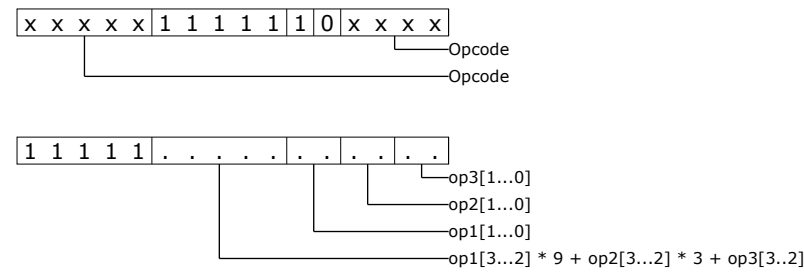 x x x x x 1 1 1 1 1 1 0 x x x x
Opcode
Opcode
1 1 1 1 1 . . . . . . . . . . .
op3[1...0]
op2[1...0]
op1[1...0]
op1[3...2] * 9 + op2[3...2] * 3 + op3[3..2]